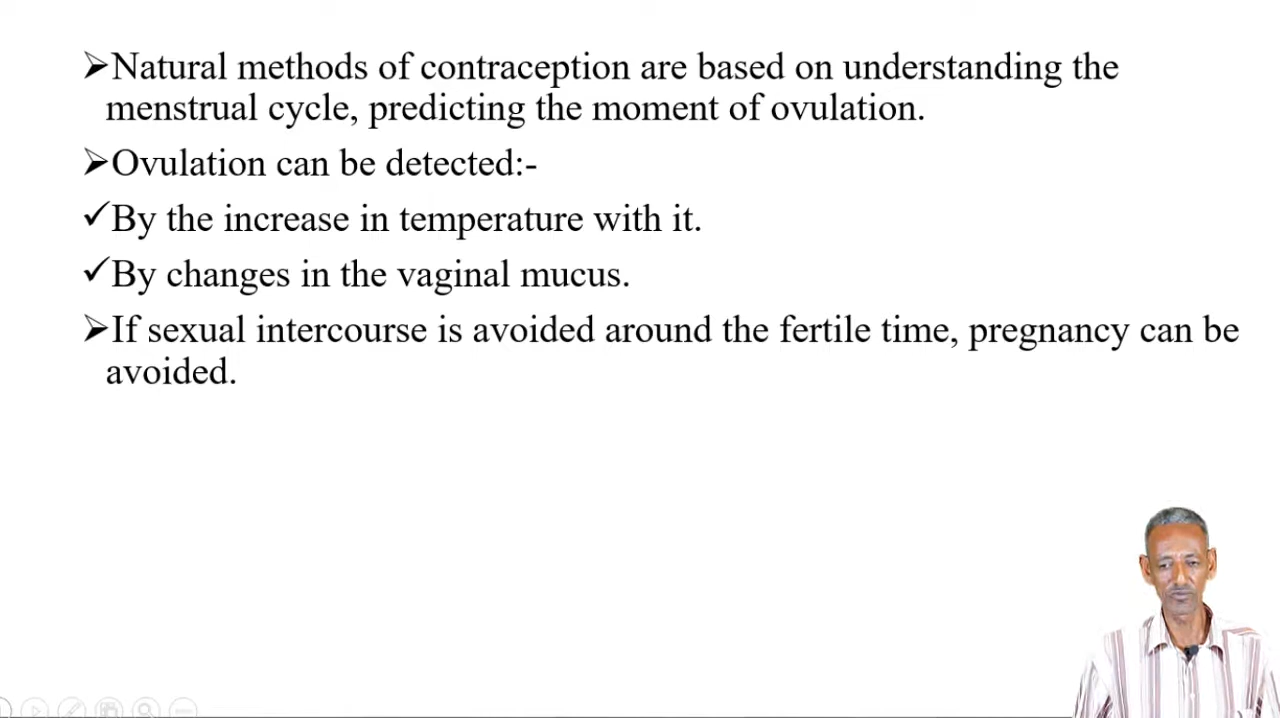 ➢Natural methods of contraception are based on understanding the
menstrual cycle, predicting the moment of ovulation.
➢Ovulation can be detected:-
✓By the increase in temperature with it.
✓By changes in the vaginal mucus.
➢If sexual intercourse is avoided around the fertile time, pregnancy can be
avoided.